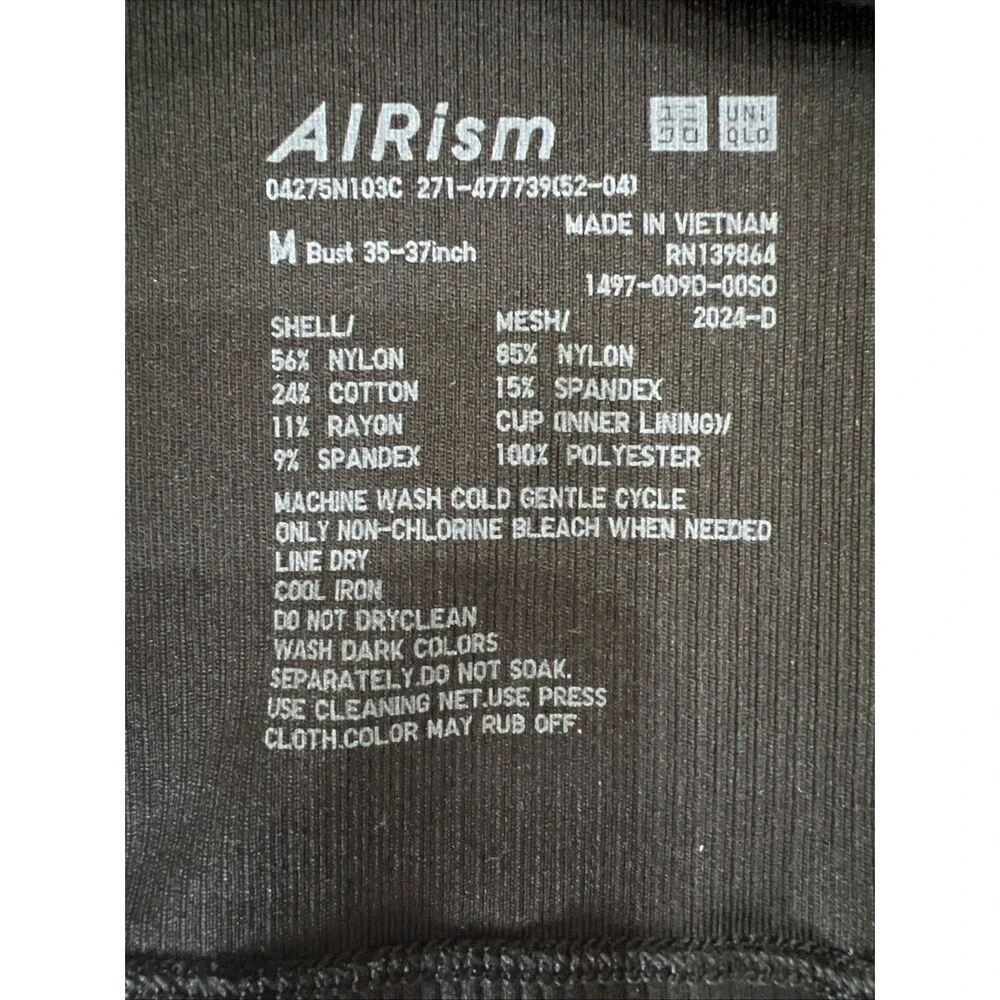 AIRism
ユニ
クロ
UNI
QLO
04275N103C 271-477739(52-04)
MADE IN VIETNAM
M Bust 35-37inch
RN139864
1497-009D-00SO
2024-D
SHELL/
56% NYLON
24% COTTON
11% RAYON
9% SPANDEX
MESH/
85% NYLON
15% SPANDEX
CUP (INNER LINING)/
100% POLYESTER
MACHINE WASH COLD GENTLE CYCLE
ONLY NON-CHLORINE BLEACH WHEN NEEDED
LINE DRY
COOL IRON
DO NOT DRYCLEAN
WASH DARK COLORS
SEPARATELY.DO NOT SOAK.
USE CLEANING NET.USE PRESS
CLOTH.COLOR MAY RUB OFF.